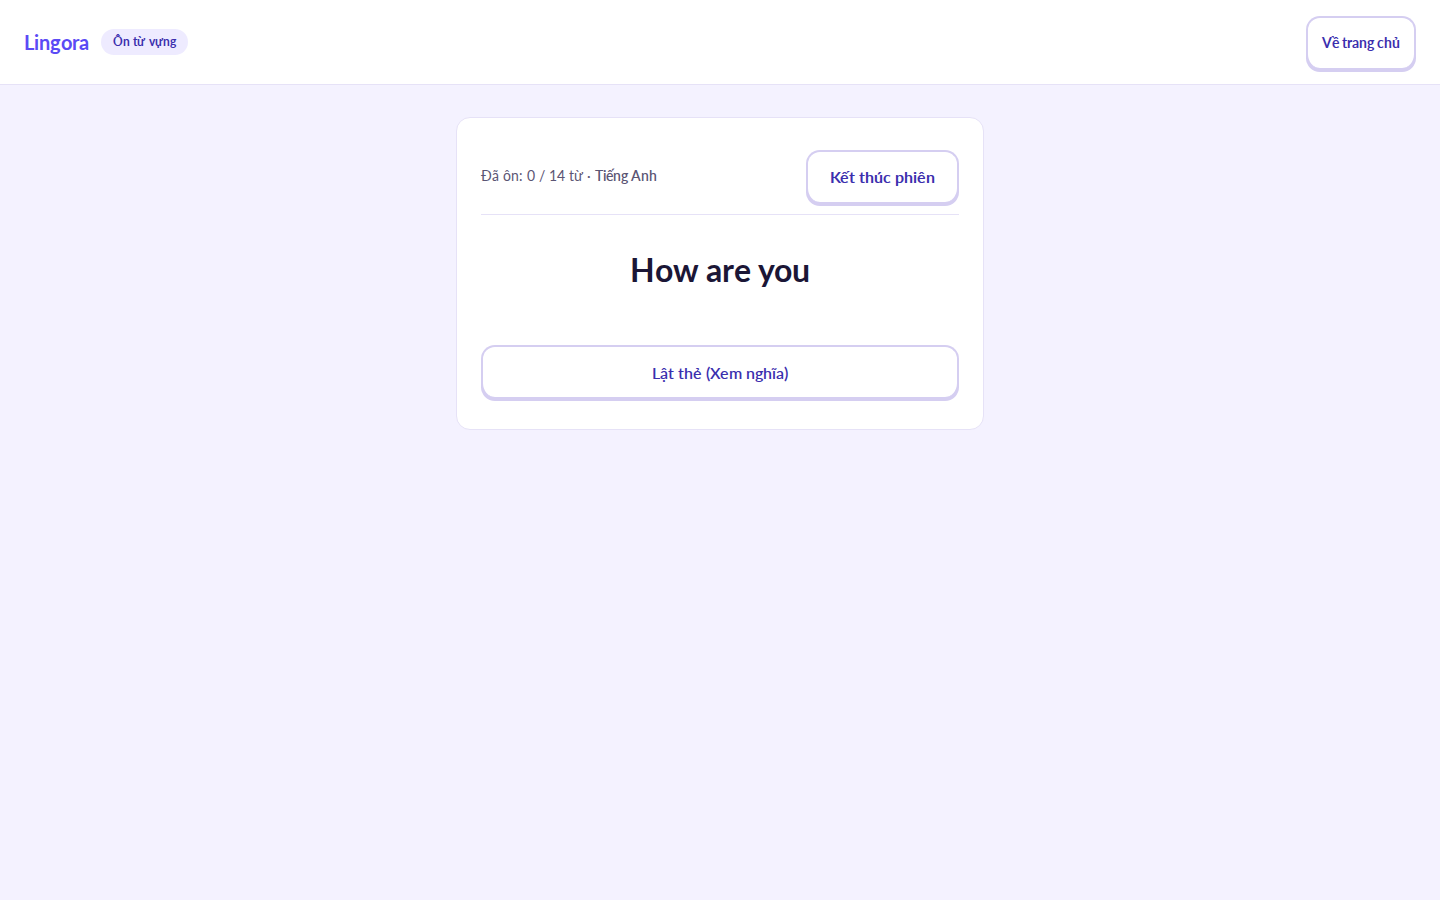 Lingora
Ôn từ vựng
Về trang chủ
Đã ôn: 0 / 14 từ · Tiếng Anh
Kết thúc phiên
How are you
Lật thẻ (Xem nghĩa)